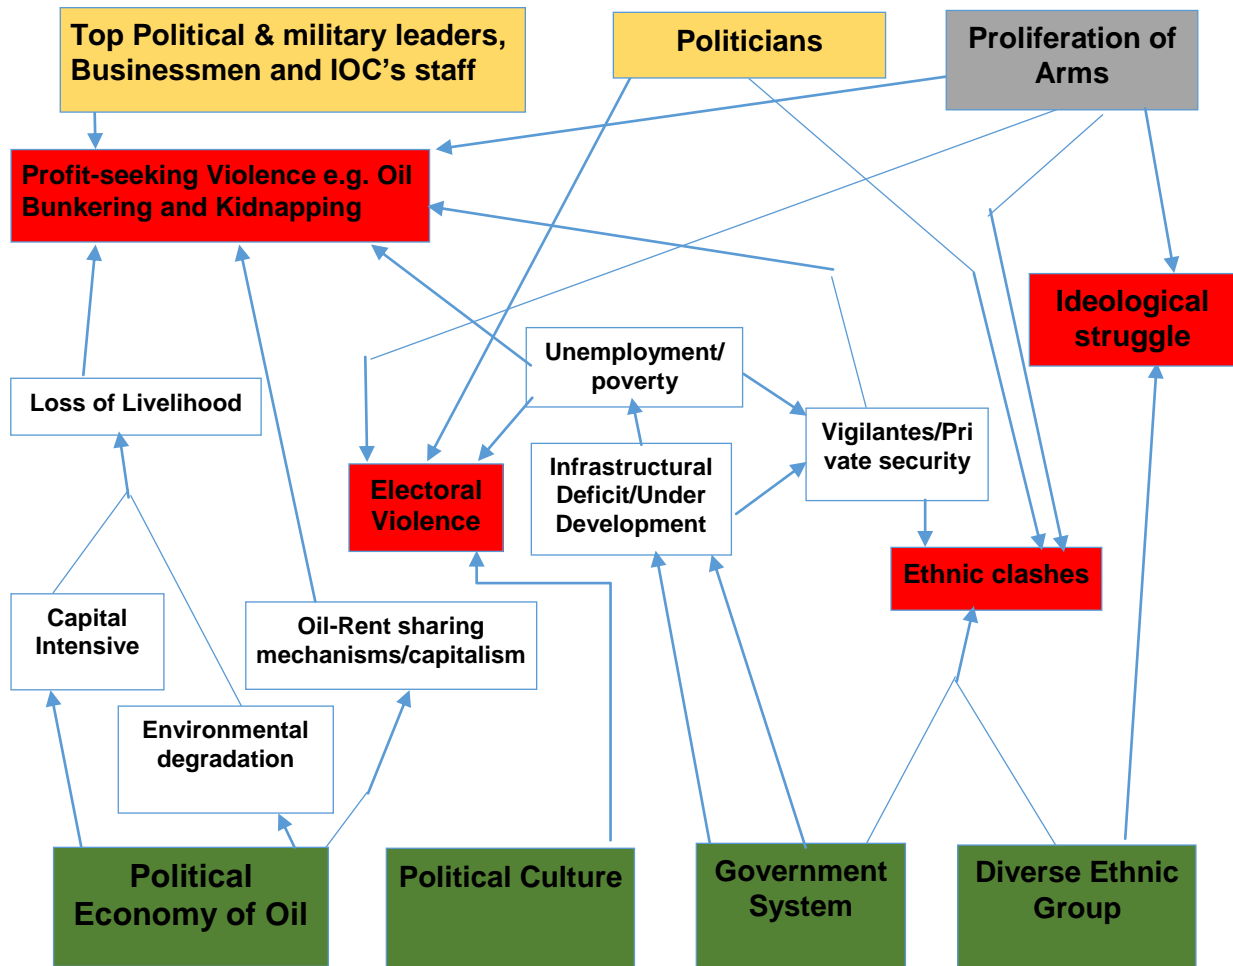 Top Political & military leaders,
Businessmen and IOC's staff
Politicians
Proliferation of
Arms
Profit-seeking Violence e.g. Oil
Bunkering and Kidnapping
Ideological
struggle
Unemployment/
poverty
Loss of Livelihood
Vigilantes/Pri
vate security
Infrastructural
Deficit/Under
Development
Electoral
Violence
Ethnic clashes
Capital
Intensive
Oil-Rent sharing
mechanisms/capitalism
Environmental
degradation
Political
Economy of Oil
Political Culture
Government
System
Diverse Ethnic
Group